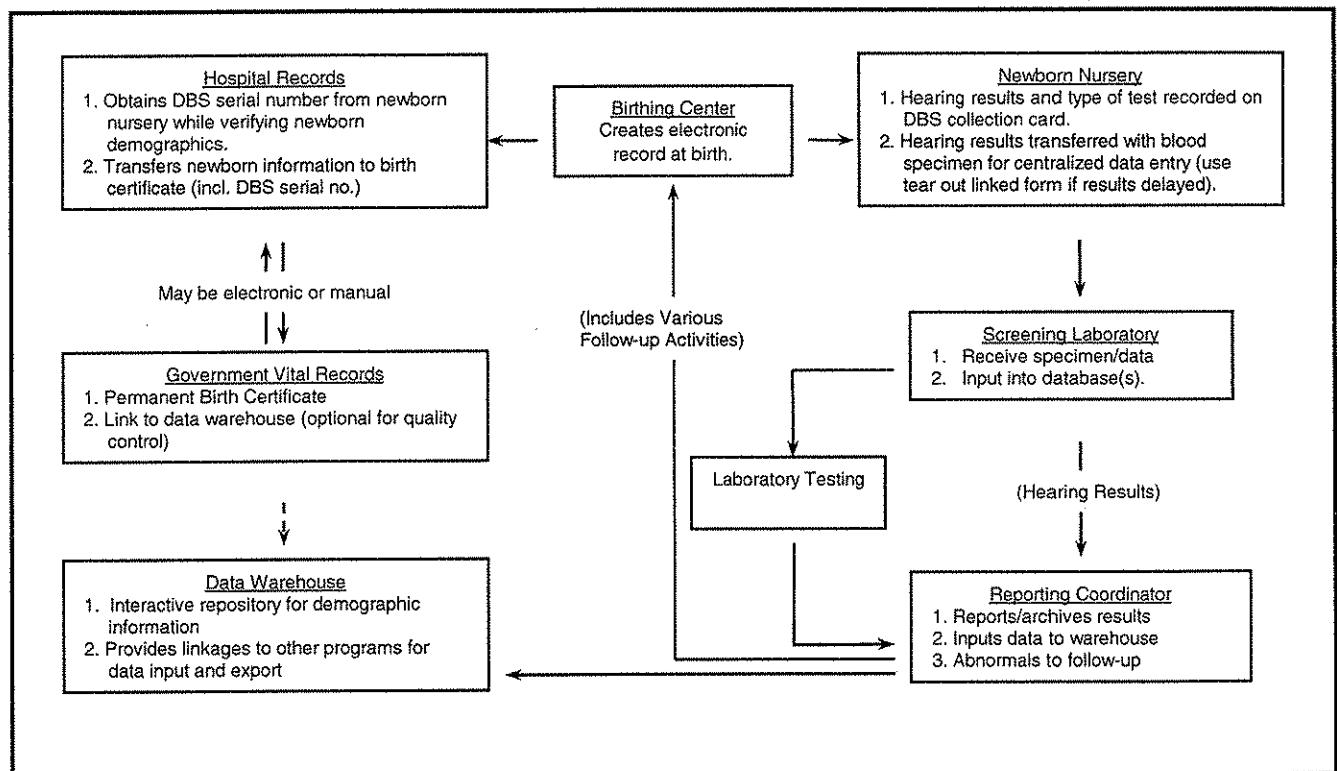 Hospital Records
1. Obtains DBS serial number from newborn
nursery while verifying newborn
demographics.
2. Transfers newborn information to birth
certificate (incl. DBS serial no.)
Birthing Center
Creates electronic
record at birth.
Newborn Nursery
1. Hearing results and type of test recorded on
DBS collection card.
2. Hearing results transferred with blood
specimen for centralized data entry (use
tear out linked form if results delayed).
May be electronic or manual
(Includes Various
Follow-up Activities)
Screening Laboratory
1. Receive specimen/data
2. Input into database(s).
Government Vital Records
1. Permanent Birth Certificate
2. Link to data warehouse (optional for quality
control)
Laboratory Testing
(Hearing Results)
Data Warehouse
1. Interactive repository for demographic
information
2. Provides linkages to other programs for
data input and export
Reporting Coordinator
1. Reports/archives results
2. Inputs data to warehouse
3. Abnormals to follow-up